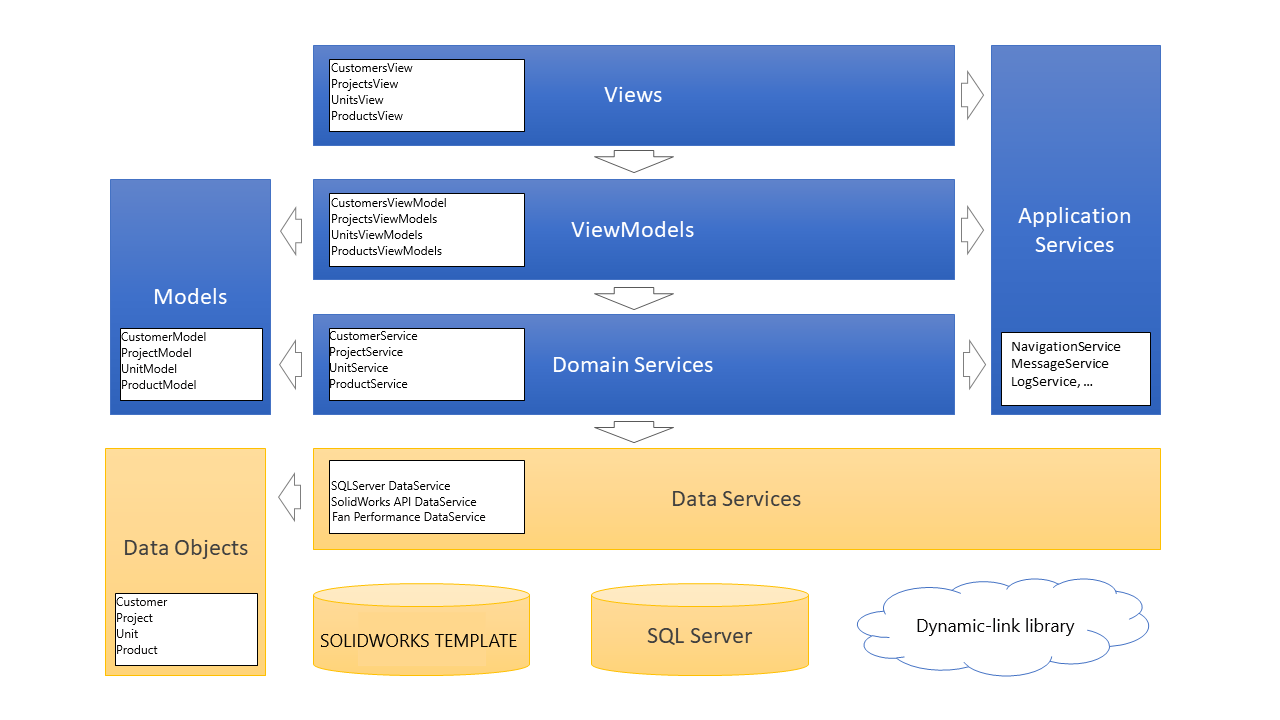 CustomersView
ProjectsView
UnitsView
ProductsView
Views
CustomersViewModel
ProjectsViewModels
UnitsViewModels
ProductsViewModels
ViewModels
Application
Services
Models
CustomerModel
ProjectModel
UnitModel
ProductModel
CustomerService
ProjectService
UnitService
ProductService
Domain Services
NavigationService
MessageService
LogService, ...
SQLServer DataService
SolidWorks API DataService
Fan Performance DataService
Data Services
Data Objects
Customer
Project
Unit
Product
SOLIDWORKS TEMPLATE
SQL Server
Dynamic-link library